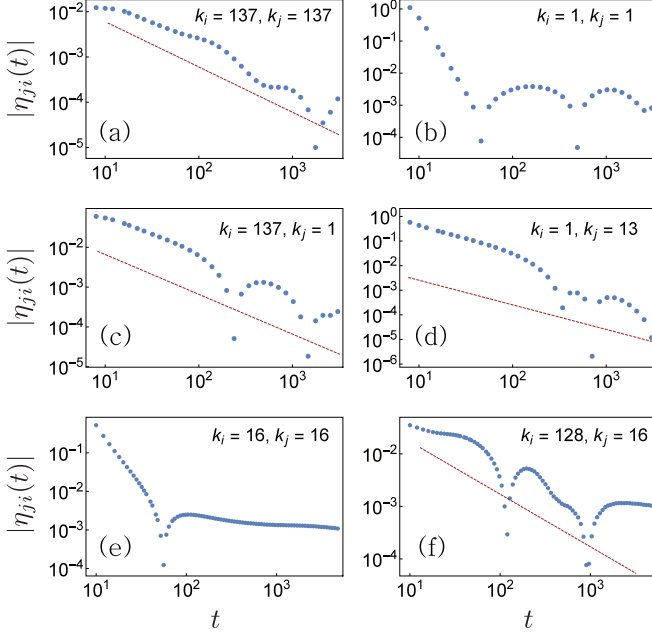 |η_{ji}(t)|
10^{-2}
10^{-3}
10^{-4}
10^{-5}
10^{1}
10^{2}
10^{3}
k_i = 137, k_j = 137
(a)
10^{0}
10^{-1}
10^{-2}
10^{-3}
10^{-4}
10^{1}
10^{2}
10^{3}
k_i = 1, k_j = 1
(b)
|η_{ji}(t)|
10^{-2}
10^{-3}
10^{-4}
10^{-5}
10^{1}
10^{2}
10^{3}
k_i = 137, k_j = 1
(c)
10^{0}
10^{-1}
10^{-2}
10^{-3}
10^{-4}
10^{-5}
10^{-6}
10^{1}
10^{2}
10^{3}
k_i = 1, k_j = 13
(d)
|η_{ji}(t)|
10^{-1}
10^{-2}
10^{-3}
10^{-4}
10^{1}
10^{2}
10^{3}
k_i = 16, k_j = 16
(e)
t
10^{-2}
10^{-3}
10^{-4}
10^{1}
10^{2}
10^{3}
k_i = 128, k_j = 16
(f)
t